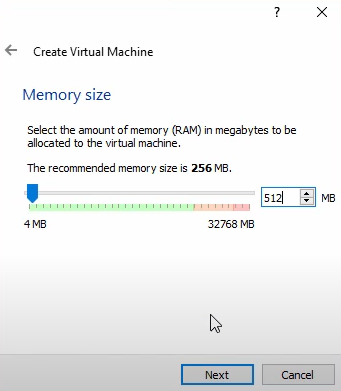 ?
Create Virtual Machine
Memory size
Select the amount of memory (RAM) in megabytes to be
allocated to the virtual machine.
The recommended memory size is 256 MB.
512 MB
4 MB 32768 MB
Next Cancel